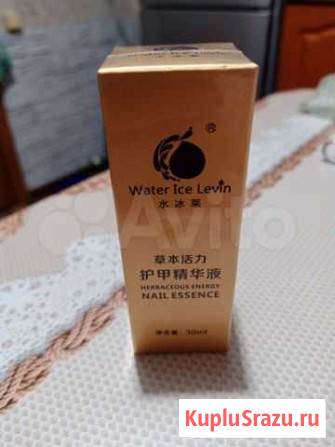 ®
Water Ice Levin
水冰莱
草本活力
护甲精华液
HERBACEOUS ENERGY
NAIL ESSENCE
净含量: 30ml
Avito
KupluSrazu.ru